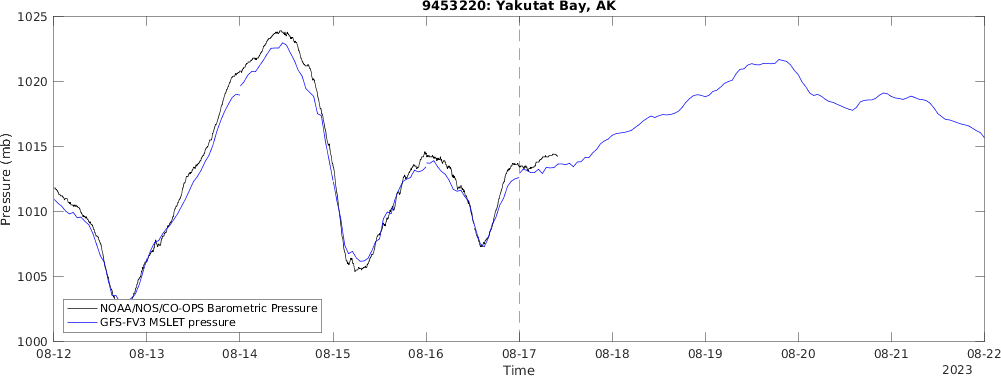 9453220: Yakutat Bay, AK
1025
1020
1015
1010
1005
1000
Pressure (mb)
NOAA/NOS/CO-OPS Barometric Pressure
GFS-FV3 MSLET pressure
08-12 08-13 08-14 08-15 08-16 08-17 08-18 08-19 08-20 08-21 08-22
Time
2023